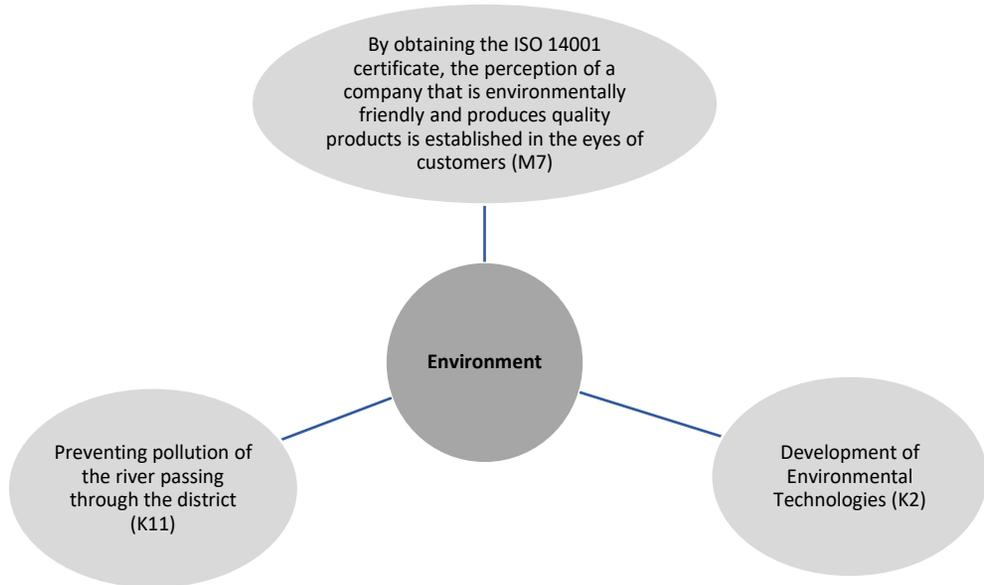 By obtaining the ISO 14001
certificate, the perception of a
company that is environmentally
friendly and produces quality
products is established in the eyes of
customers (M7)
Environment
Preventing pollution of
the river passing
through the district
(K11)
Development of
Environmental
Technologies (K2)